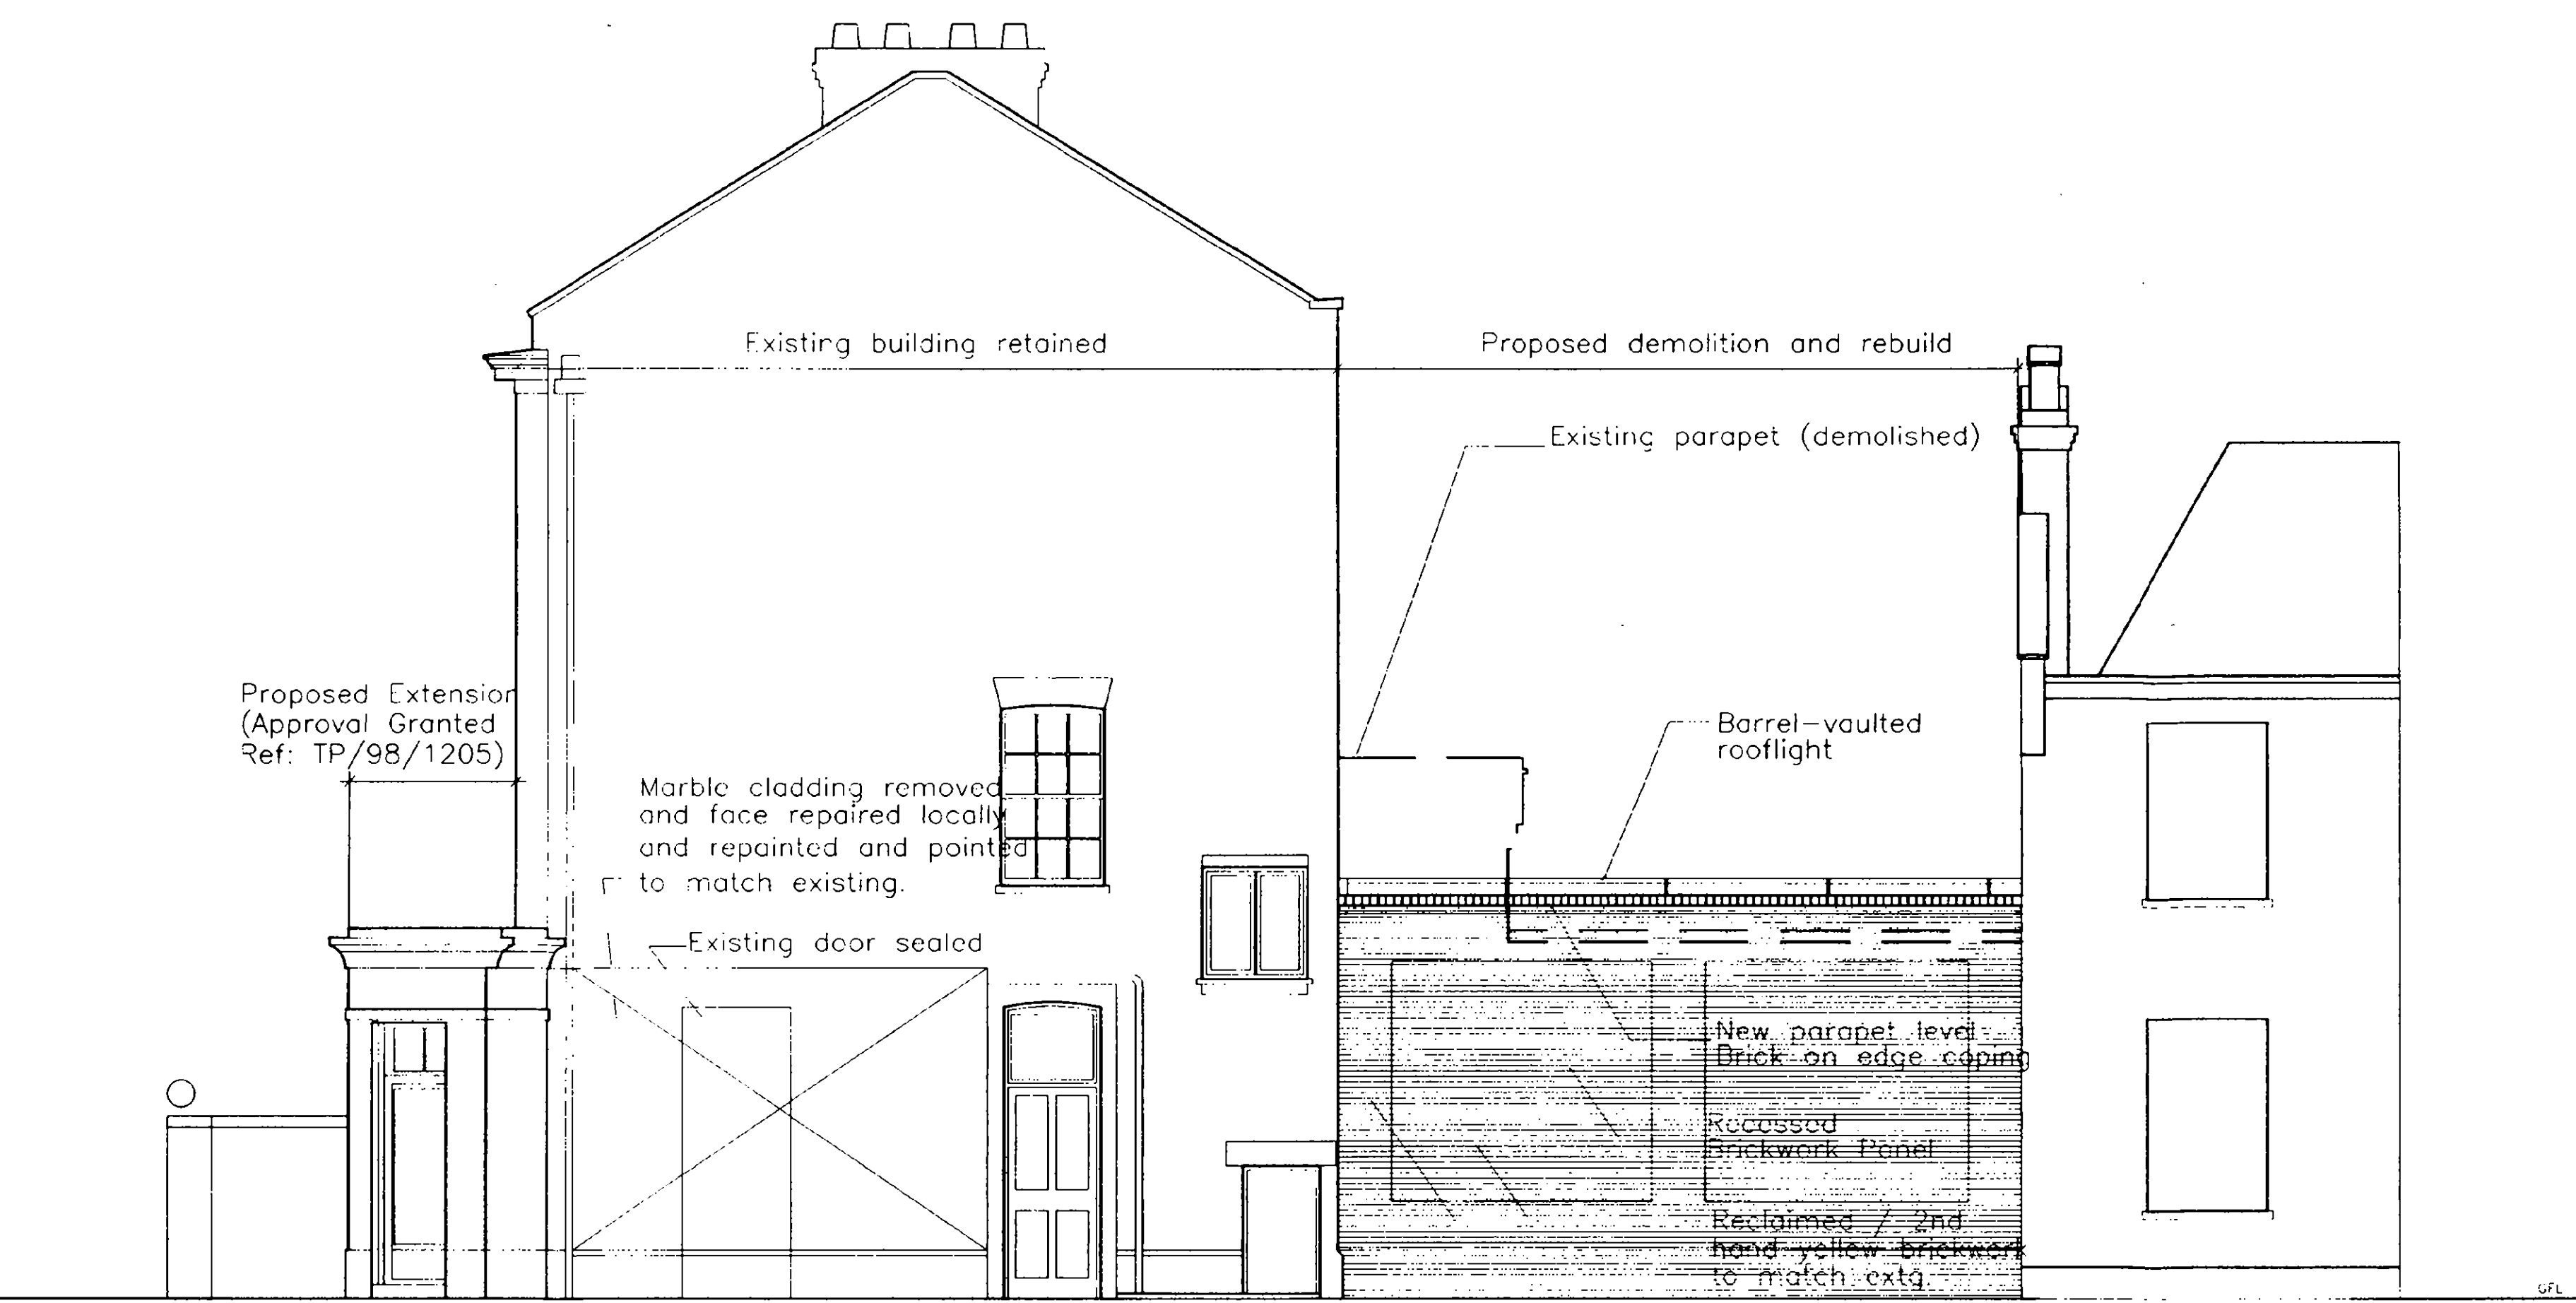 Existing building retained
Proposed demolition and rebuild
Existing parapet (demolished)
Proposed Extension
(Approval Granted
Ref: TP/98/1205)
Barrel-vaulted
rooflight
Marble cladding removed
and face repaired locally
and repainted and pointed
to match existing.
Existing door sealed
New parapet level
Brick on edge coping
Recessed
Brickwork Panel
Reclaimed / 2nd
hand yellow brickwork
to match extg.
GFL